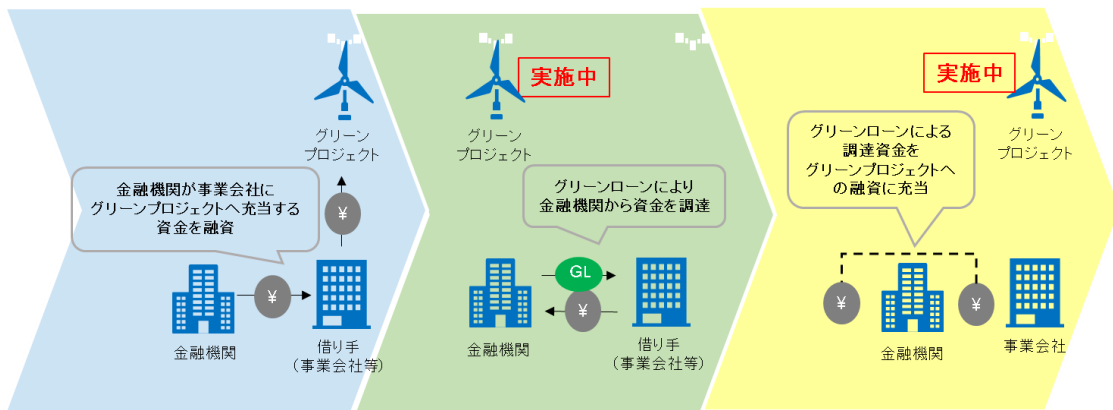 グリーン
プロジェクト
金融機関が事業会社に
グリーンプロジェクトへ充当する
資金を融資
¥
¥
金融機関
借り手
(事業会社等)
実施中
グリーン
プロジェクト
グリーンローンにより
金融機関から資金を調達
GL
¥
金融機関
借り手
(事業会社等)
実施中
グリーン
プロジェクト
グリーンローンによる
調達資金を
グリーンプロジェクトへ
の融資に充当
¥
¥
金融機関
事業会社